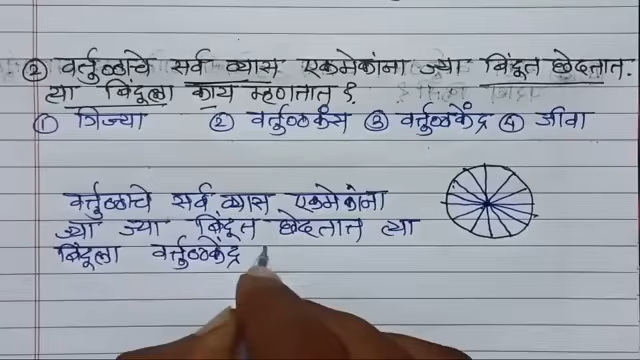 ② वर्तुळाचे सर्व व्यास एकमेकांना ज्या बिंदूत छेदतात.
त्या बिंदूला काय म्हणतात ?
① त्रिज्या ② वर्तुळकंस ③ वर्तुळकेंद्र ④ जीवा
वर्तुळाचे सर्व व्यास एकमेकांना
ज्या ज्या बिंदूत छेदतात त्या
बिंदूला वर्तुळकेंद्र